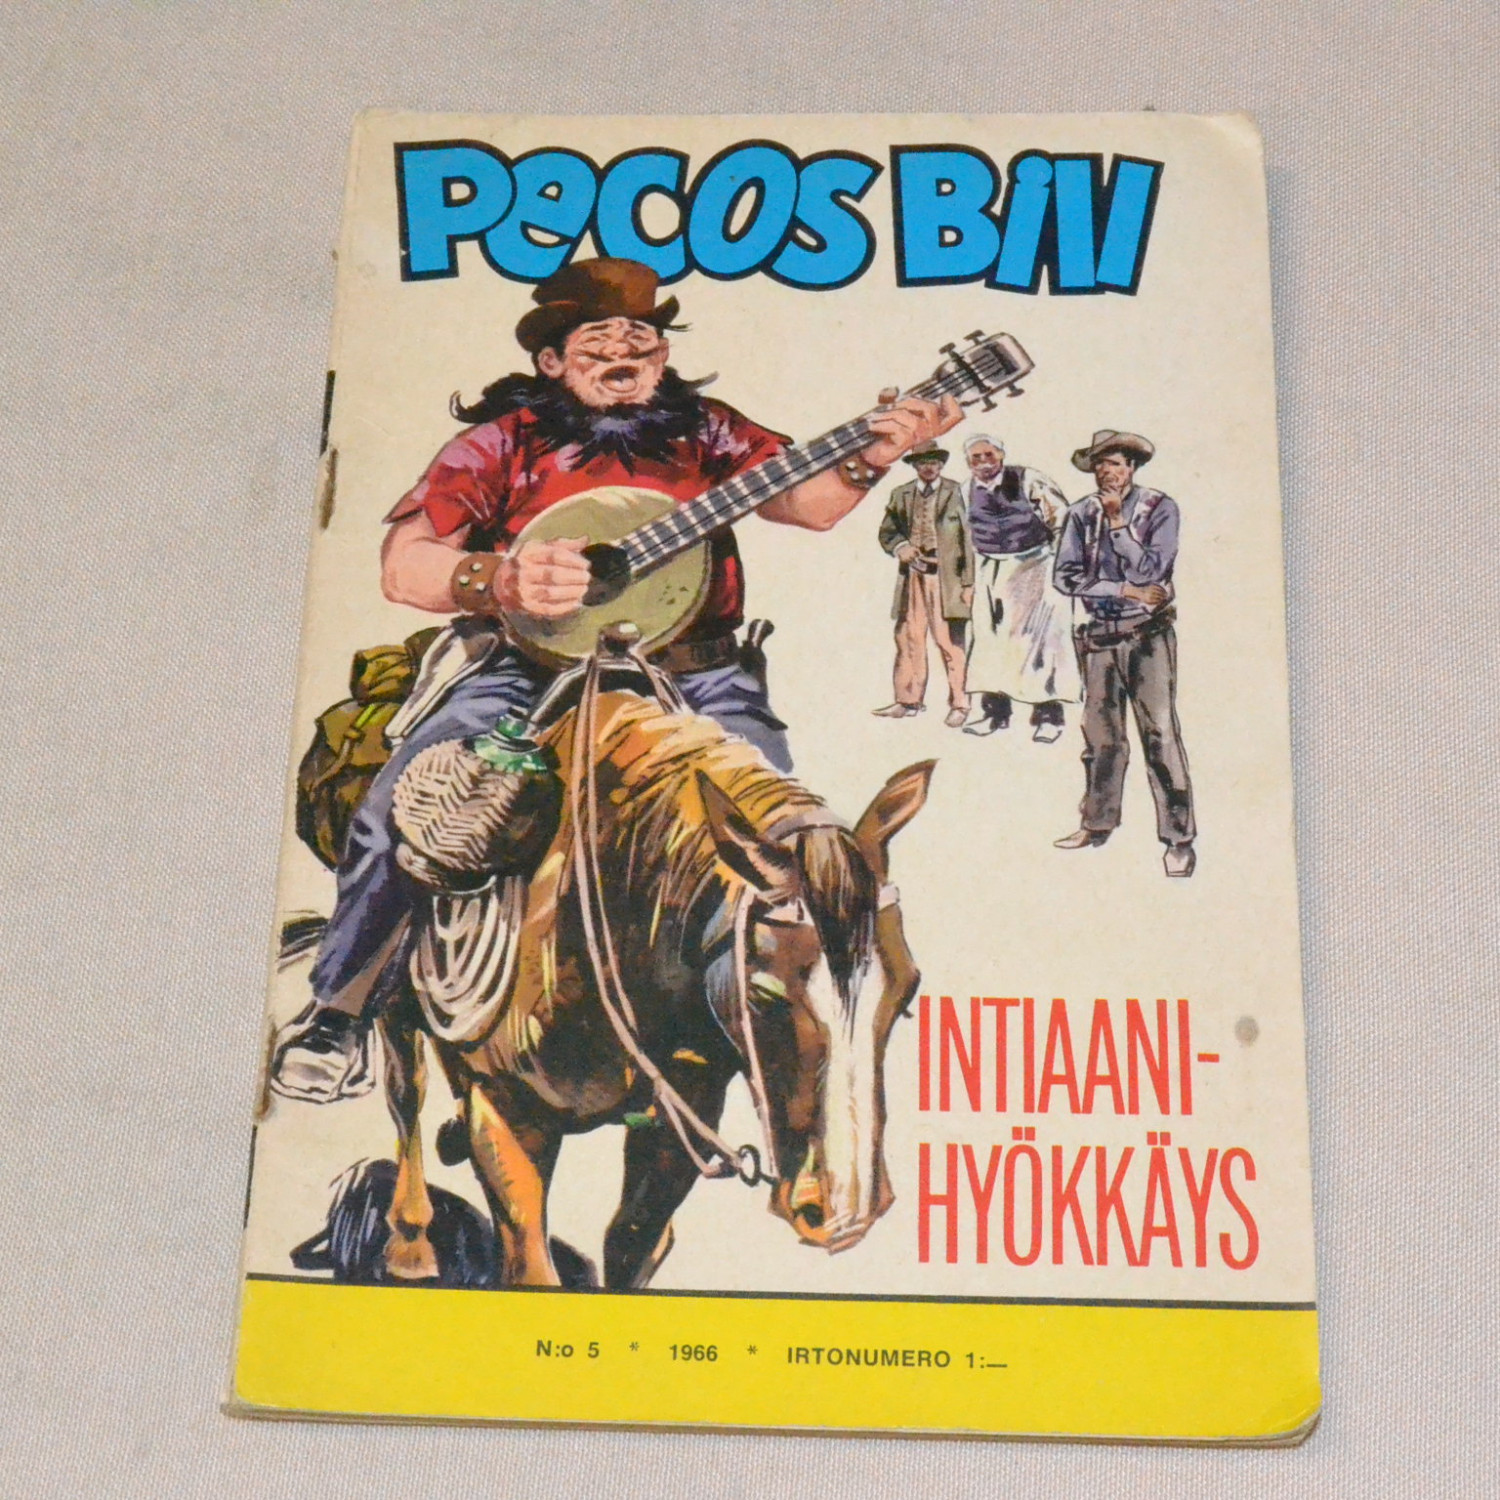 PECOS BILL
INTIAANI-
HYÖKKÄYS
N:o 5 * 1966 * IRTONUMERO 1:—